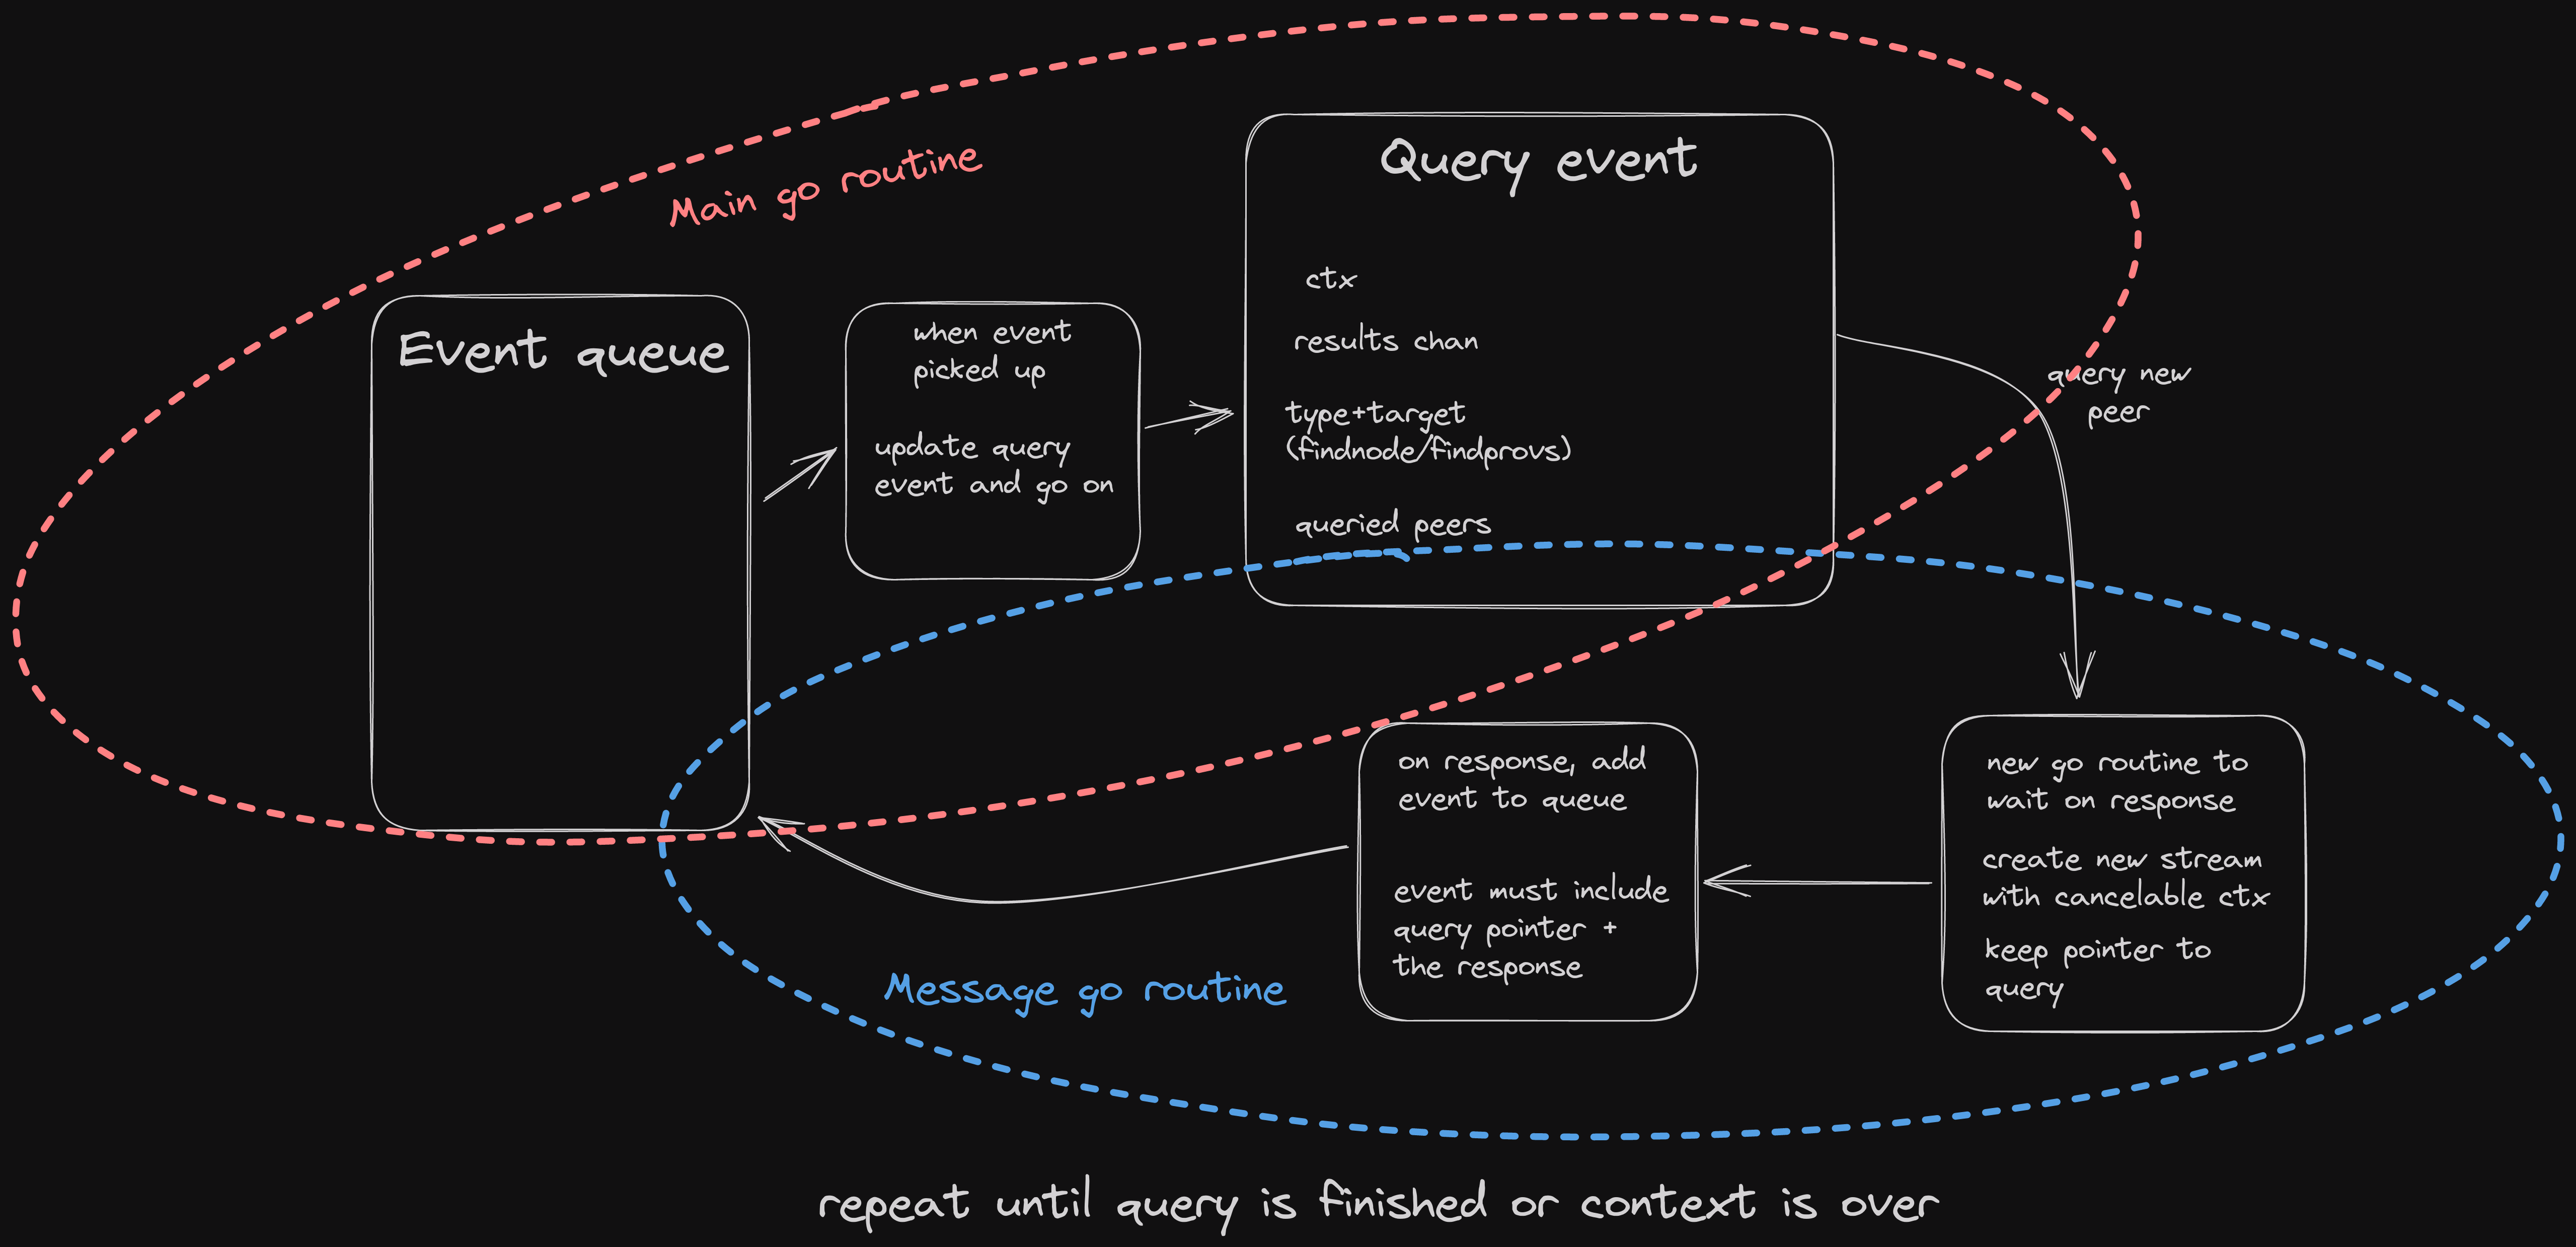 Main go routine
Event queue
when event
picked up
update query
event and go on
Query event
ctx
results chan
type+target
(findnode/findprovs)
queried peers
query new
peer
new go routine to
wait on response
create new stream
with cancelable ctx
keep pointer to
query
on response, add
event to queue
event must include
query pointer +
the response
Message go routine
repeat until query is finished or context is over